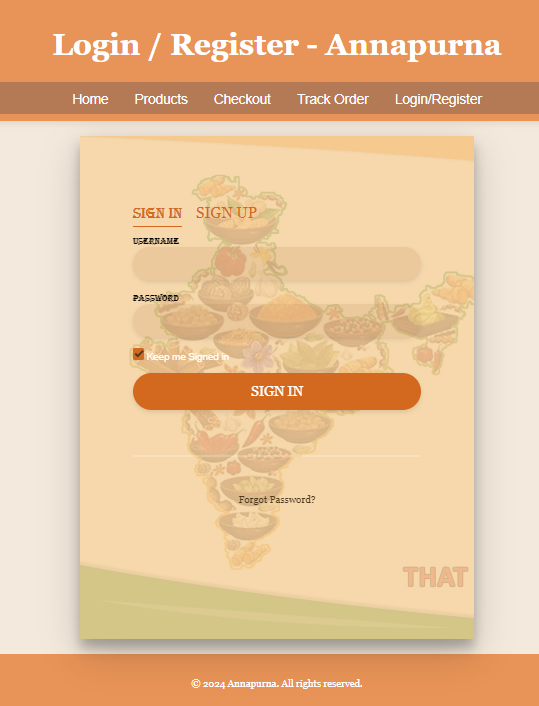 Login / Register - Annapurna
Home Products Checkout Track Order Login/Register
SIGN IN SIGN UP
USERNAME
PASSWORD
Keep me Signed in
SIGN IN
Forgot Password?
THAT
© 2024 Annapurna. All rights reserved.